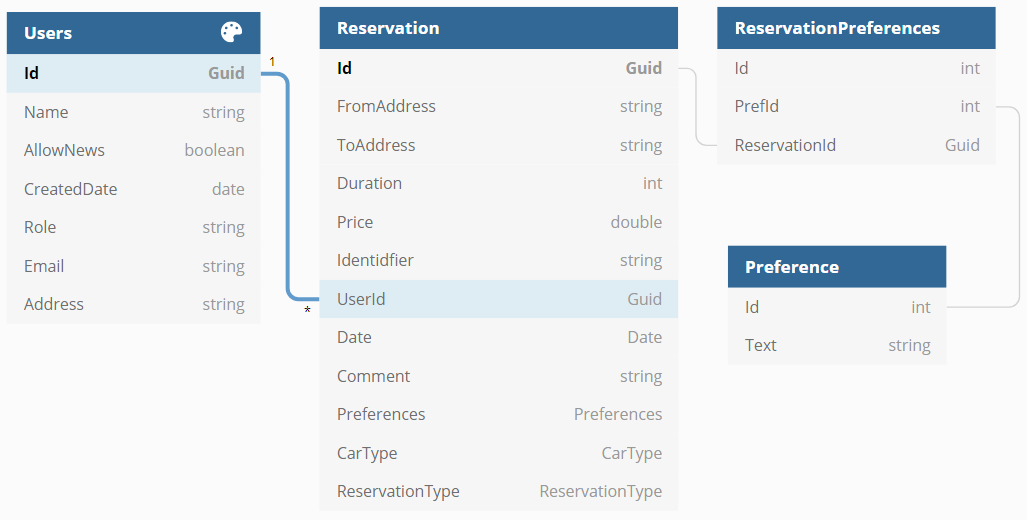 Users
Id Guid
Name string
AllowNews boolean
CreatedDate date
Role string
Email string
Address string
1
*
Reservation
Id Guid
FromAddress string
ToAddress string
Duration int
Price double
Identidfier string
UserId Guid
Date Date
Comment string
Preferences Preferences
CarType CarType
ReservationType ReservationType
ReservationPreferences
Id int
PrefId int
ReservationId Guid
Preference
Id int
Text string